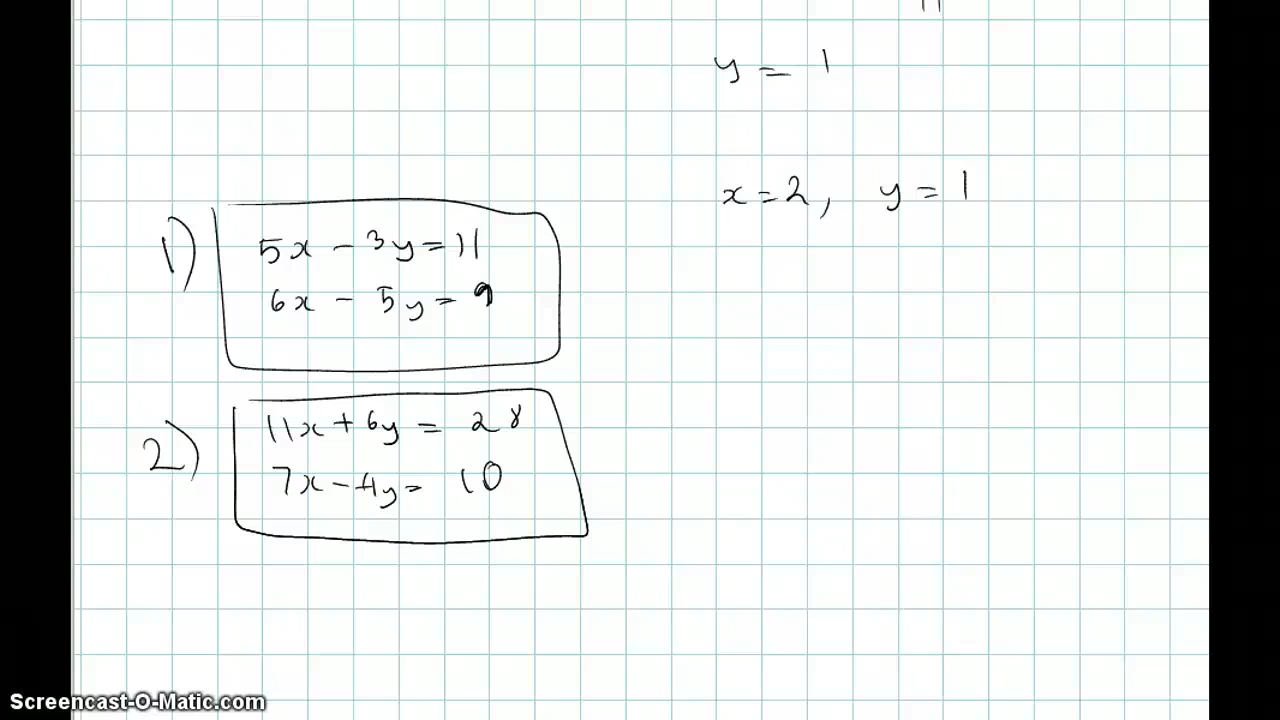 y = 1
x = 2, y = 1
1) 5x - 3y = 11
6x - 5y = 9
2) 11x + 6y = 28
7x - 4y = 10
Screencast-O-Matic.com